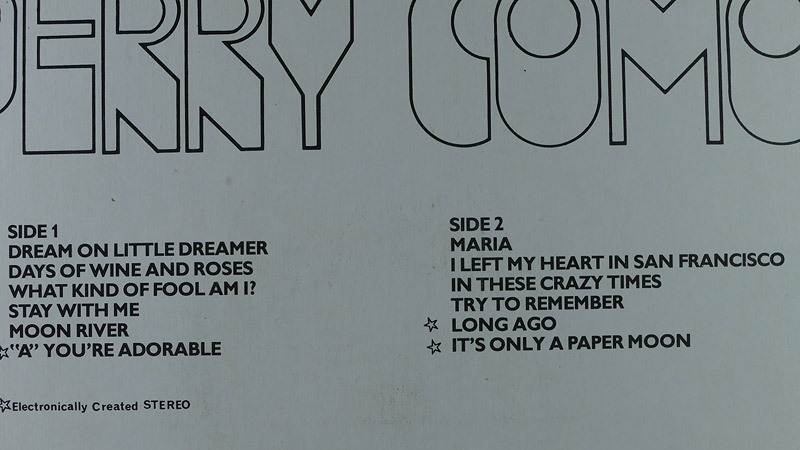 PERRY COMO
SIDE 1
DREAM ON LITTLE DREAMER
DAYS OF WINE AND ROSES
WHAT KIND OF FOOL AM I?
STAY WITH ME
MOON RIVER
☆"A" YOU'RE ADORABLE
☆Electronically Created STEREO
SIDE 2
MARIA
I LEFT MY HEART IN SAN FRANCISCO
IN THESE CRAZY TIMES
TRY TO REMEMBER
☆ LONG AGO
☆ IT'S ONLY A PAPER MOON